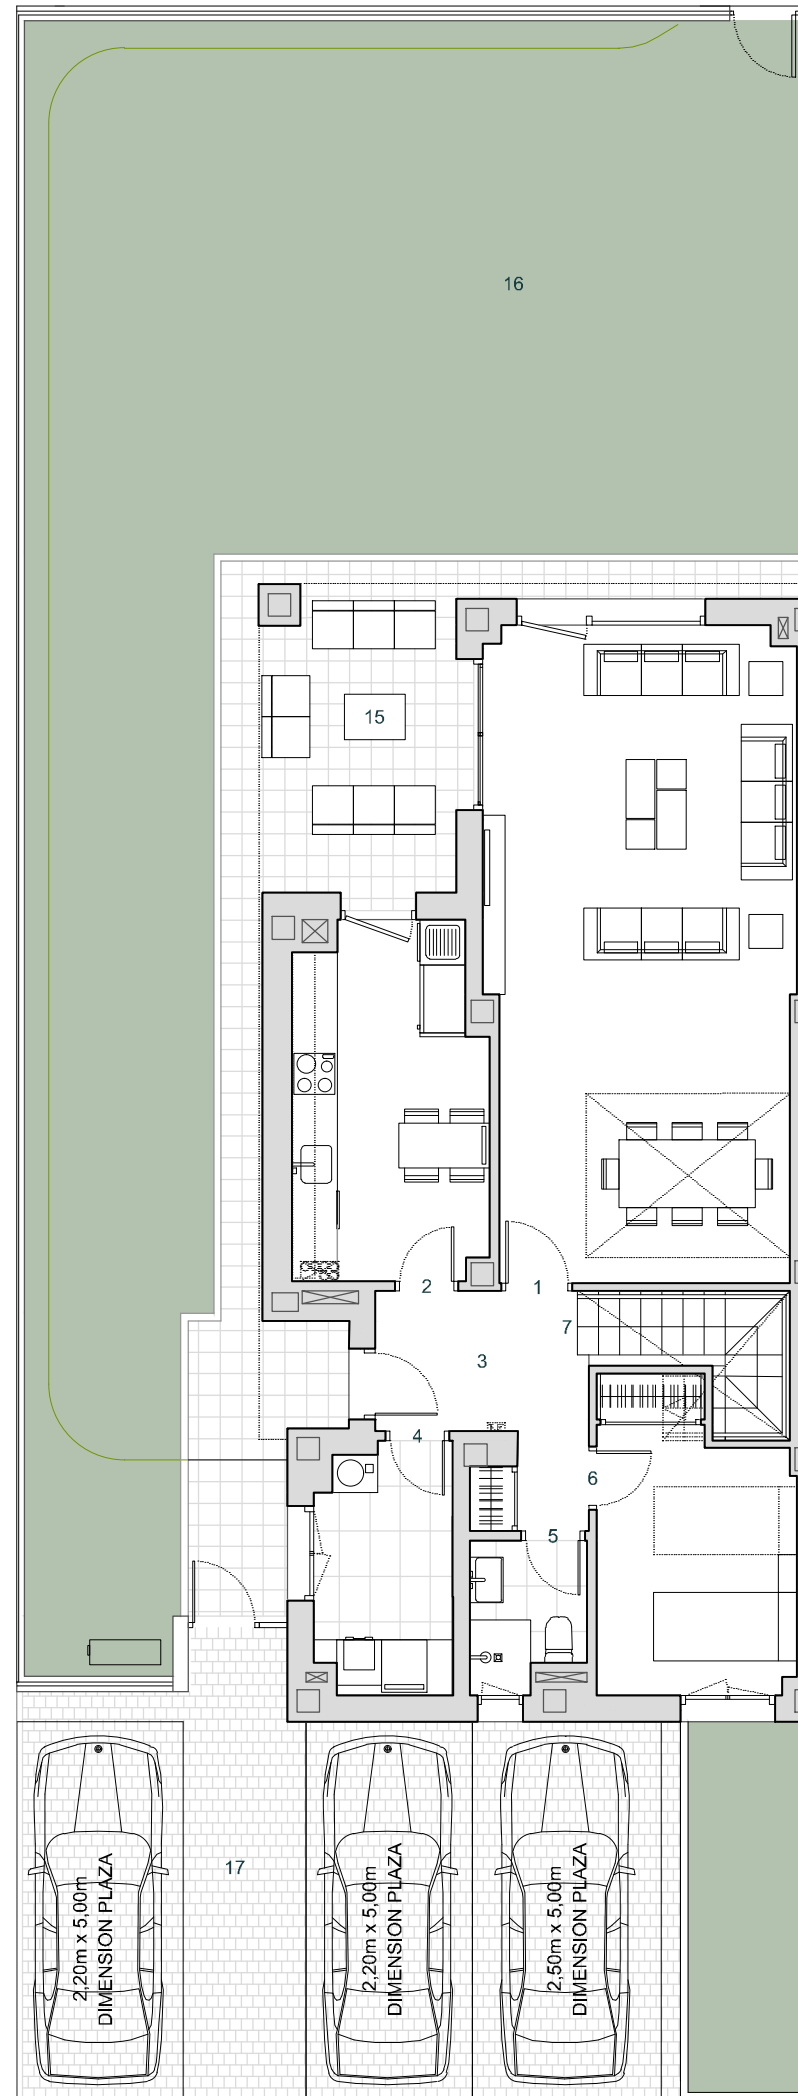 16
15
2
1
7
3
4
6
5
17
2,20m x 5,00m
DIMENSION PLAZA
2,20m x 5,00m
DIMENSION PLAZA
2,50m x 5,00m
DIMENSION PLAZA